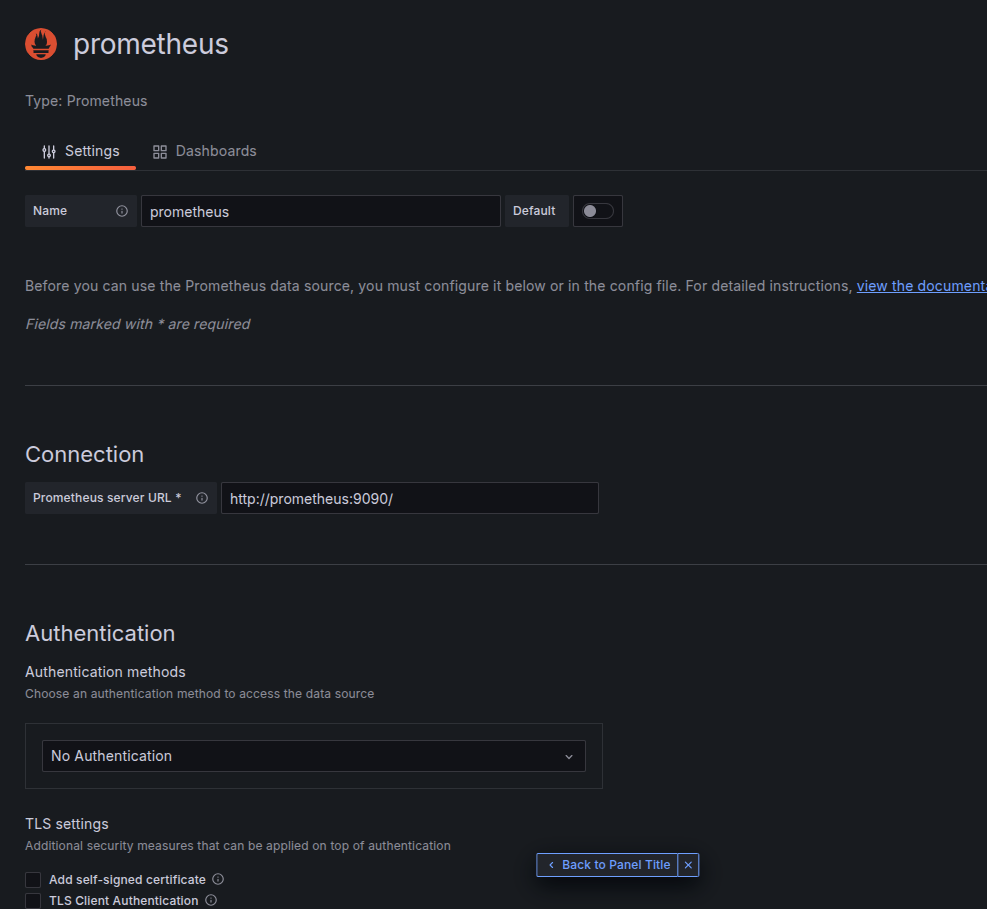 prometheus
Type: Prometheus
Settings Dashboards
Name prometheus Default
Before you can use the Prometheus data source, you must configure it below or in the config file. For detailed instructions, view the documenta
Fields marked with * are required
Connection
Prometheus server URL * http://prometheus:9090/
Authentication
Authentication methods
Choose an authentication method to access the data source
No Authentication
TLS settings
Additional security measures that can be applied on top of authentication
Back to Panel Title
Add self-signed certificate
TLS Client Authentication